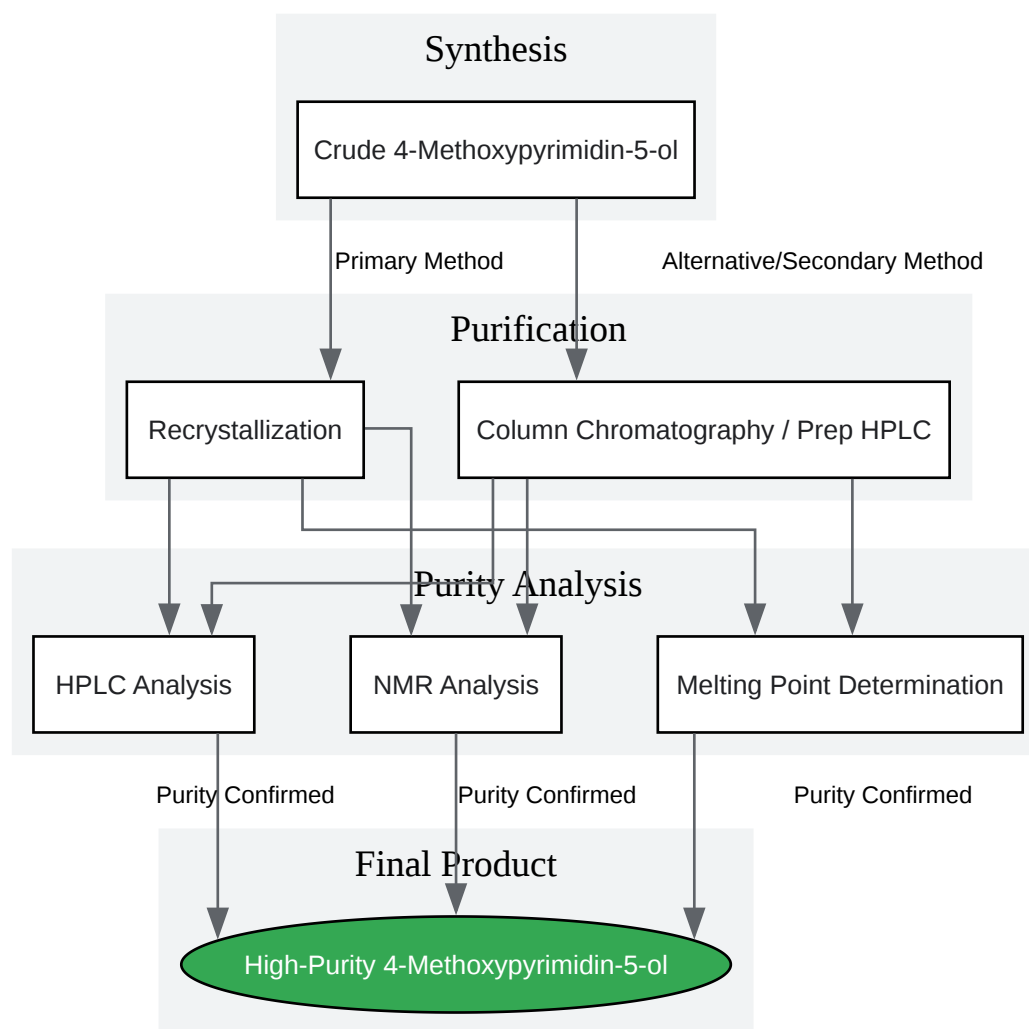 Synthesis
Crude 4-Methoxypyrimidin-5-ol
Primary Method
Alternative/Secondary Method
Purification
Recrystallization
Column Chromatography / Prep HPLC
Purity Analysis
HPLC Analysis
NMR Analysis
Melting Point Determination
Purity Confirmed
Purity Confirmed
Purity Confirmed
Final Product
High-Purity 4-Methoxypyrimidin-5-ol